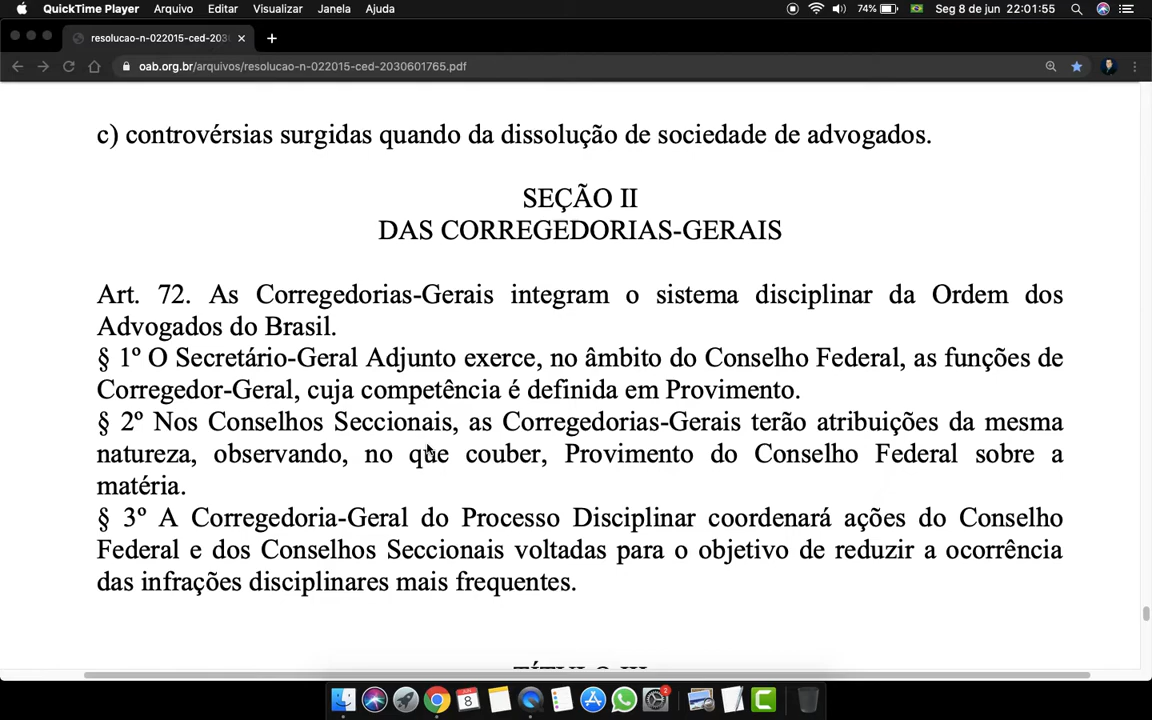 QuickTime Player Arquivo Editar Visualizar Janela Ajuda 74% Seg 8 de jun 22:01:55
resolucao-n-022015-ced-203
oab.org.br/arquivos/resolucao-n-022015-ced-2030601765.pdf
c) controvérsias surgidas quando da dissolução de sociedade de advogados.
SEÇÃO II
DAS CORREGEDORIAS-GERAIS
Art. 72. As Corregedorias-Gerais integram o sistema disciplinar da Ordem dos
Advogados do Brasil.
§ 1º O Secretário-Geral Adjunto exerce, no âmbito do Conselho Federal, as funções de
Corregedor-Geral, cuja competência é definida em Provimento.
§ 2º Nos Conselhos Seccionais, as Corregedorias-Gerais terão atribuições da mesma
natureza, observando, no que couber, Provimento do Conselho Federal sobre a
matéria.
§ 3º A Corregedoria-Geral do Processo Disciplinar coordenará ações do Conselho
Federal e dos Conselhos Seccionais voltadas para o objetivo de reduzir a ocorrência
das infrações disciplinares mais frequentes.
TÍTULO III
8
2